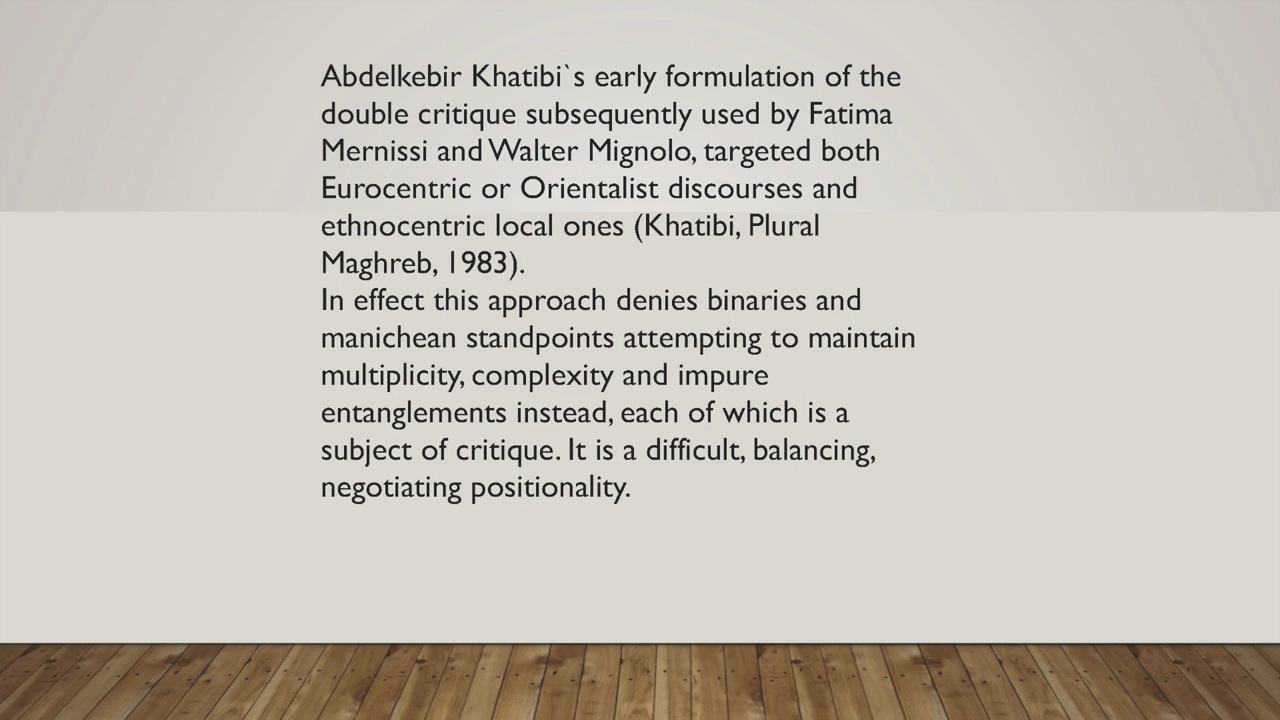 Abdelkebir Khatibi`s early formulation of the
double critique subsequently used by Fatima
Mernissi and Walter Mignolo, targeted both
Eurocentric or Orientalist discourses and
ethnocentric local ones (Khatibi, Plural
Maghreb, 1983).
In effect this approach denies binaries and
manichean standpoints attempting to maintain
multiplicity, complexity and impure
entanglements instead, each of which is a
subject of critique. It is a difficult, balancing,
negotiating positionality.